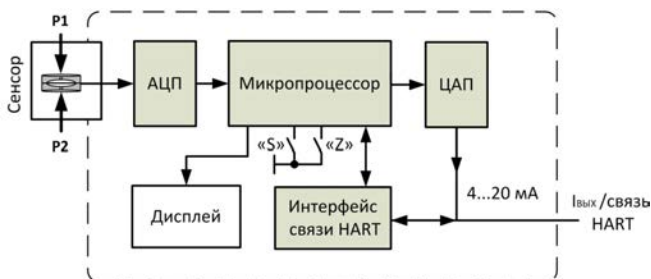 P1
Сенсор
P2
АЦП
Микропроцессор
ЦАП
«S»
«Z»
Дисплей
Интерфейс
связи HART
4...20 мА
Iвых/связь
HART